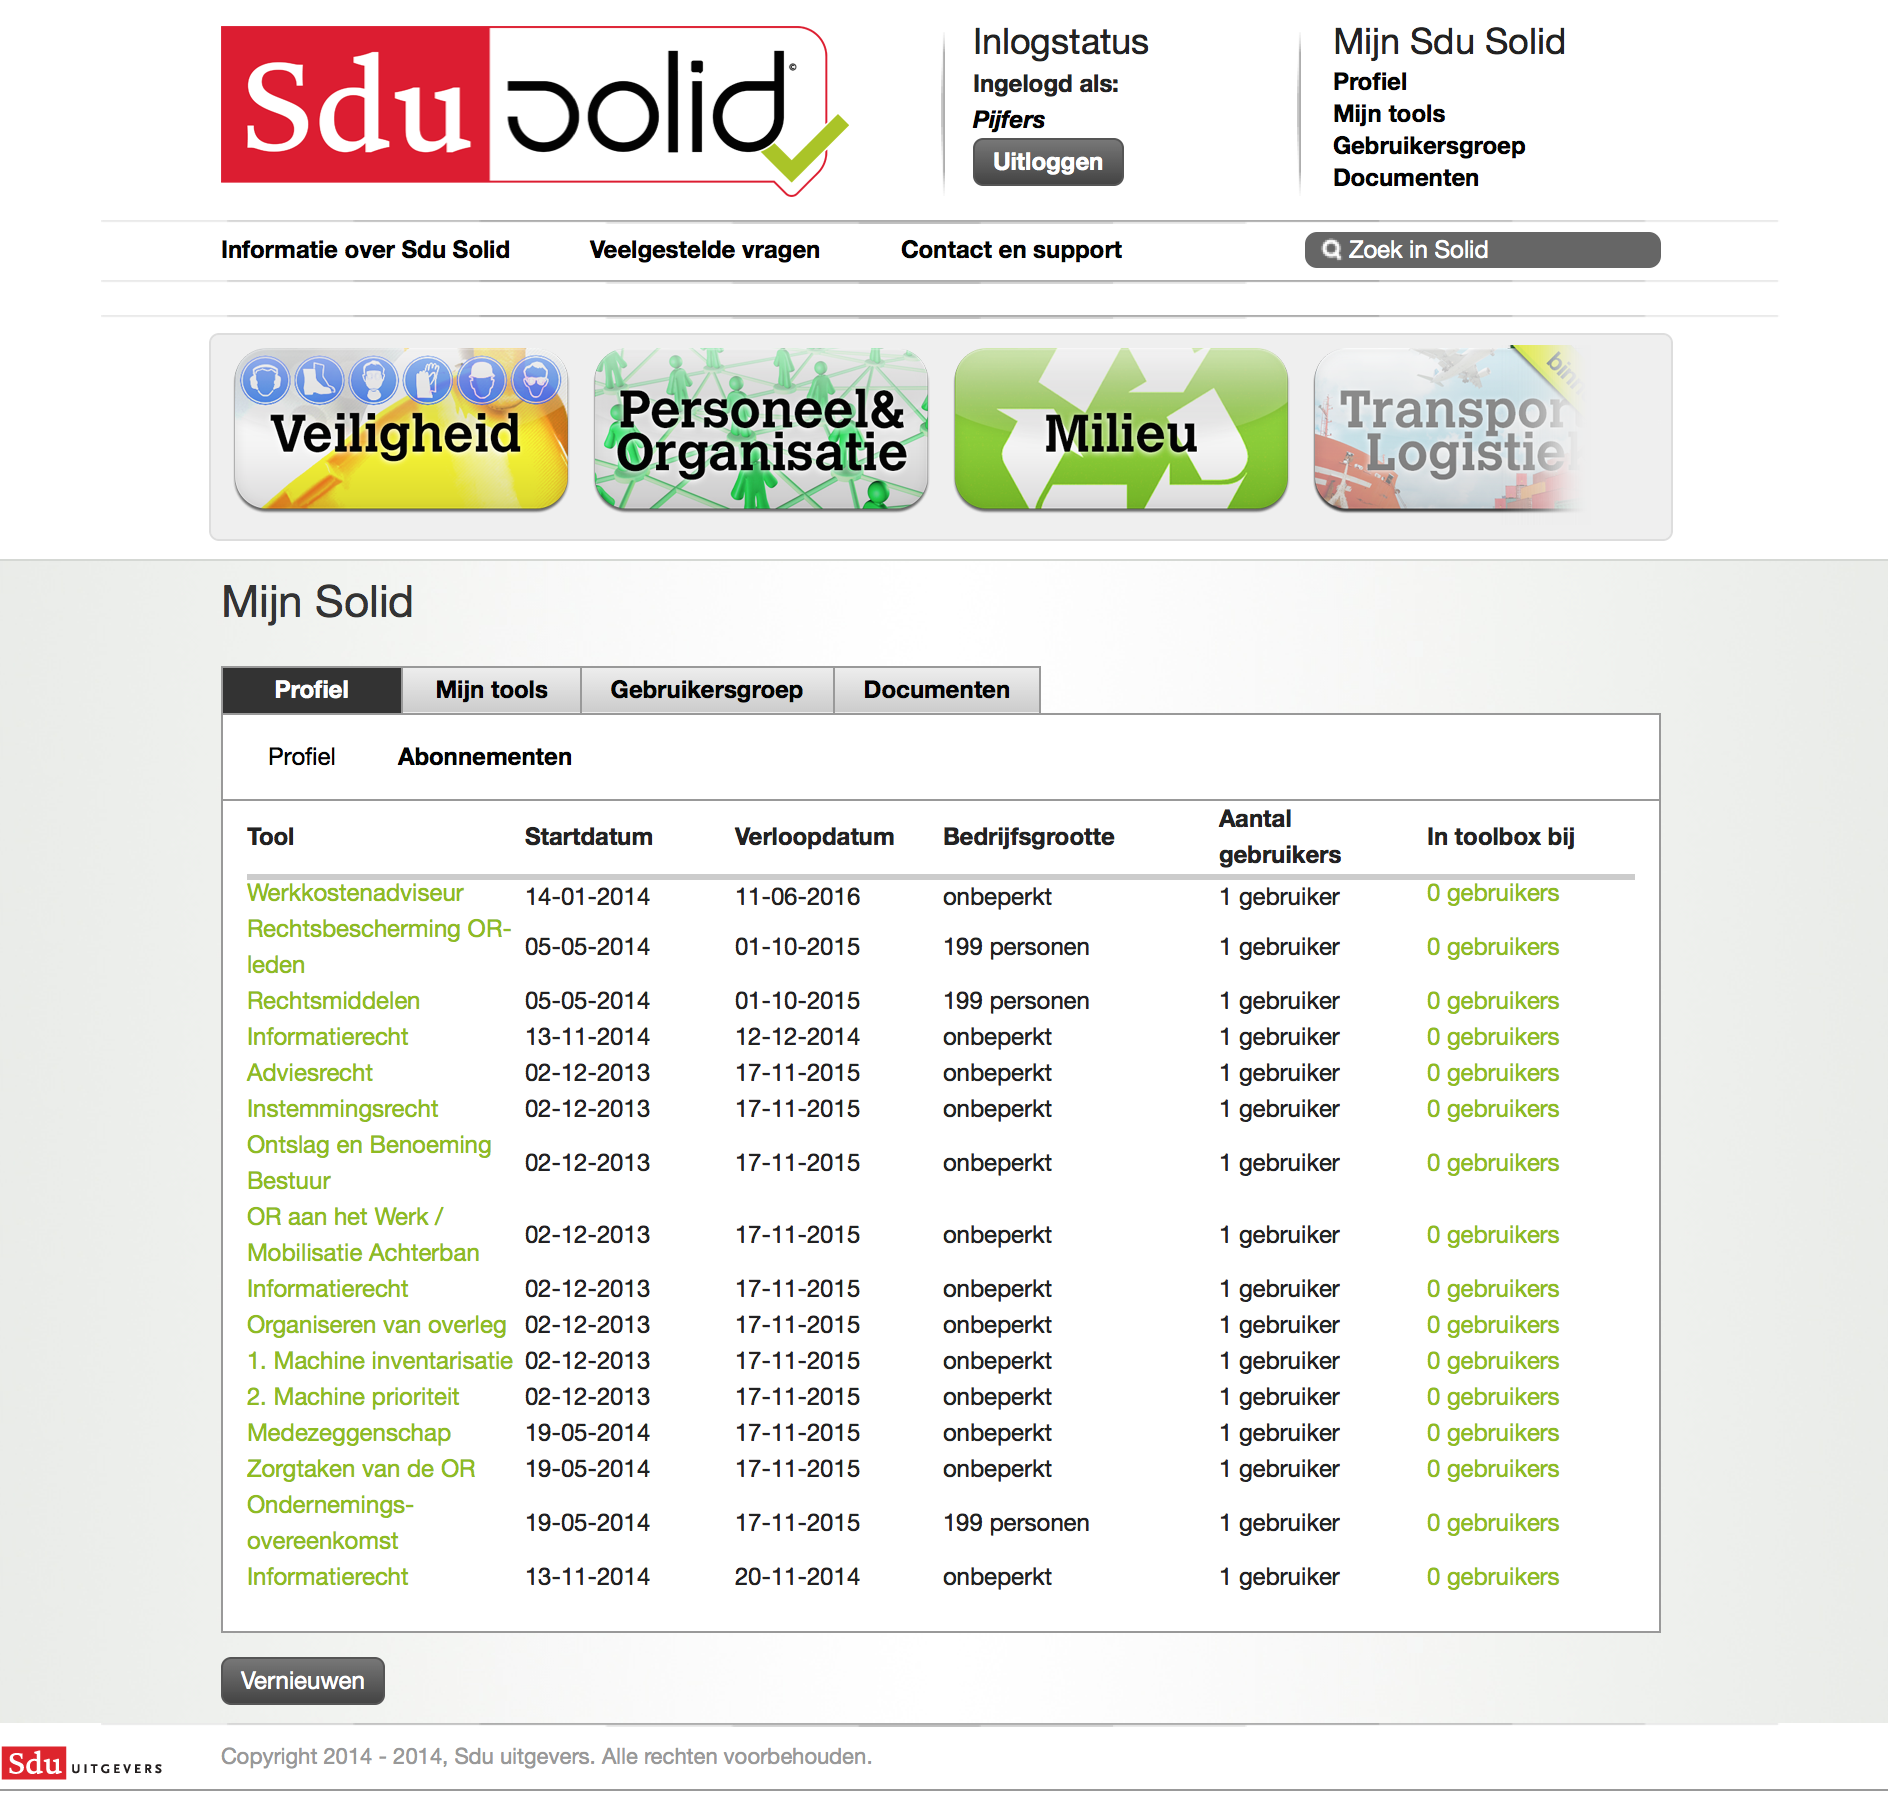 Sdu solid ©
Inlogstatus
Ingelogd als:
Pijfers
Uitloggen
Mijn Sdu Solid
Profiel
Mijn tools
Gebruikersgroep
Documenten
Informatie over Sdu Solid Veelgestelde vragen Contact en support Zoek in Solid
Veiligheid
Personeel&
Organisatie
Milieu
Transpor
Logistie
binn
Mijn Solid
Profiel Mijn tools Gebruikersgroep Documenten
Profiel Abonnementen
Tool Startdatum Verloopdatum Bedrijfsgrootte Aantal gebruikers In toolbox bij
Werkkostenadviseur 14-01-2014 11-06-2016 onbeperkt 1 gebruiker 0 gebruikers
Rechtsbescherming OR-
leden 05-05-2014 01-10-2015 199 personen 1 gebruiker 0 gebruikers
Rechtsmiddelen 05-05-2014 01-10-2015 199 personen 1 gebruiker 0 gebruikers
Informatierecht 13-11-2014 12-12-2014 onbeperkt 1 gebruiker 0 gebruikers
Adviesrecht 02-12-2013 17-11-2015 onbeperkt 1 gebruiker 0 gebruikers
Instemmingsrecht 02-12-2013 17-11-2015 onbeperkt 1 gebruiker 0 gebruikers
Ontslag en Benoeming
Bestuur 02-12-2013 17-11-2015 onbeperkt 1 gebruiker 0 gebruikers
OR aan het Werk /
Mobilisatie Achterban 02-12-2013 17-11-2015 onbeperkt 1 gebruiker 0 gebruikers
Informatierecht 02-12-2013 17-11-2015 onbeperkt 1 gebruiker 0 gebruikers
Organiseren van overleg 02-12-2013 17-11-2015 onbeperkt 1 gebruiker 0 gebruikers
1. Machine inventarisatie 02-12-2013 17-11-2015 onbeperkt 1 gebruiker 0 gebruikers
2. Machine prioriteit 02-12-2013 17-11-2015 onbeperkt 1 gebruiker 0 gebruikers
Medezeggenschap 19-05-2014 17-11-2015 onbeperkt 1 gebruiker 0 gebruikers
Zorgtaken van de OR 19-05-2014 17-11-2015 onbeperkt 1 gebruiker 0 gebruikers
Ondernemings-
overeenkomst 19-05-2014 17-11-2015 199 personen 1 gebruiker 0 gebruikers
Informatierecht 13-11-2014 20-11-2014 onbeperkt 1 gebruiker 0 gebruikers
Vernieuwen
Sdu UITGEVERS Copyright 2014 - 2014, Sdu uitgevers. Alle rechten voorbehouden.